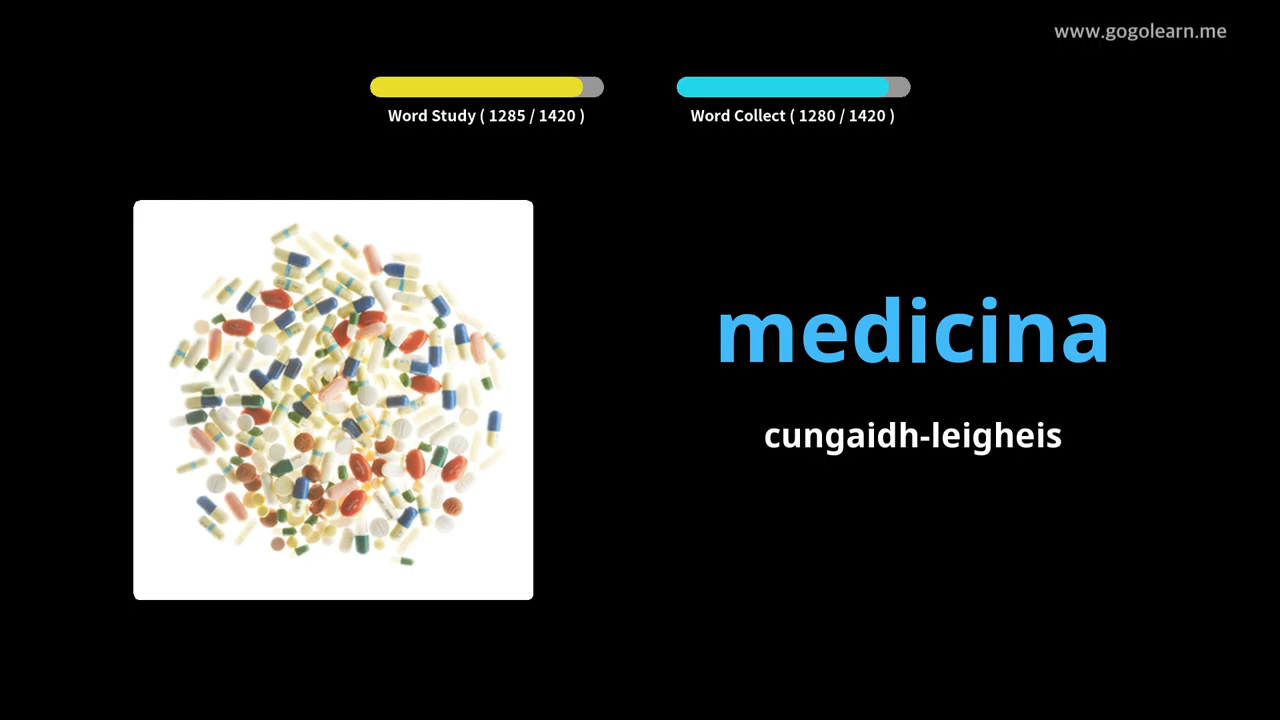 www.gogolearn.me
Word Study ( 1285 / 1420 )
Word Collect ( 1280 / 1420 )
medicina
cungaidh-leigheis